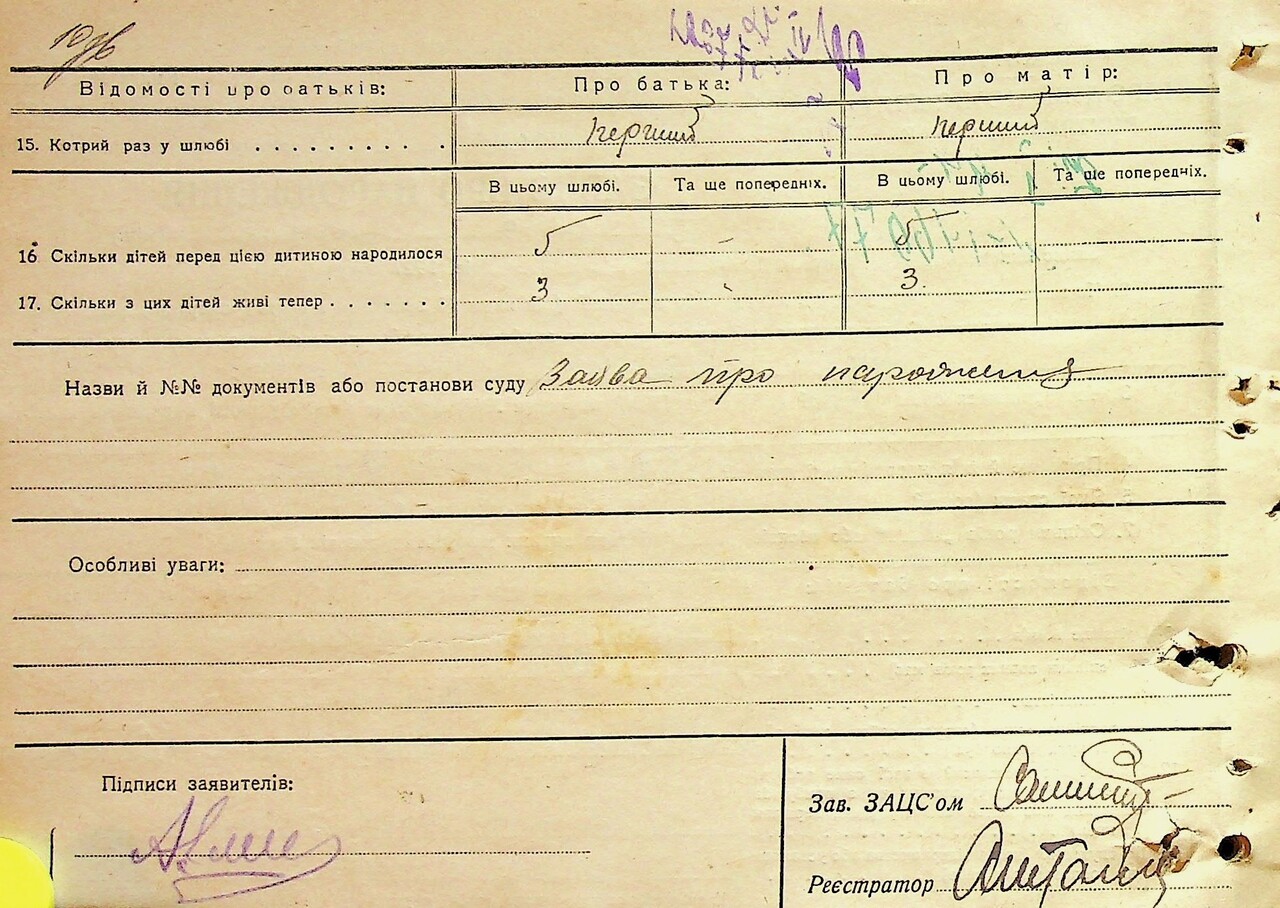 Відомості про батьків: Про батька: Про матір:
15. Котрий раз у шлюбі . . . . . . . . . . перший перший
В цьому шлюбі. Та ще попередніх. В цьому шлюбі. Та ще попередніх.
16 Скільки дітей перед цією дитиною народилося 5 - 5
17. Скільки з цих дітей живі тепер . . . . . . . 3 - 3.
Назви й №№ документів або постанови суду Заява про народження
Особливі уваги:
Підписи заявителів:
Зав. ЗАЦС'ом
Реєстратор